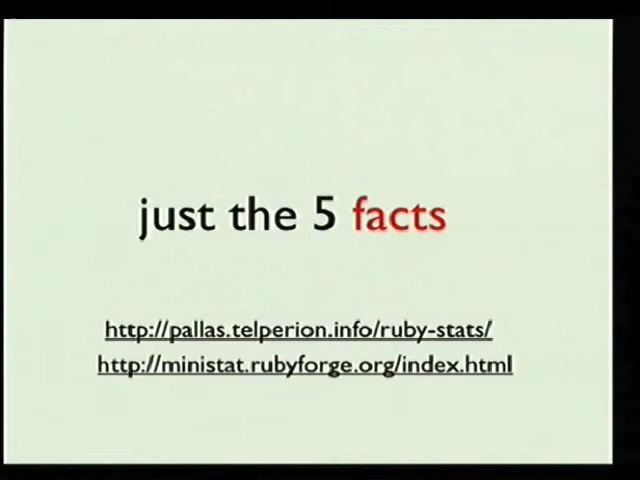 just the 5 facts
http://pallas.telperion.info/ruby-stats/
http://ministat.rubyforge.org/index.html